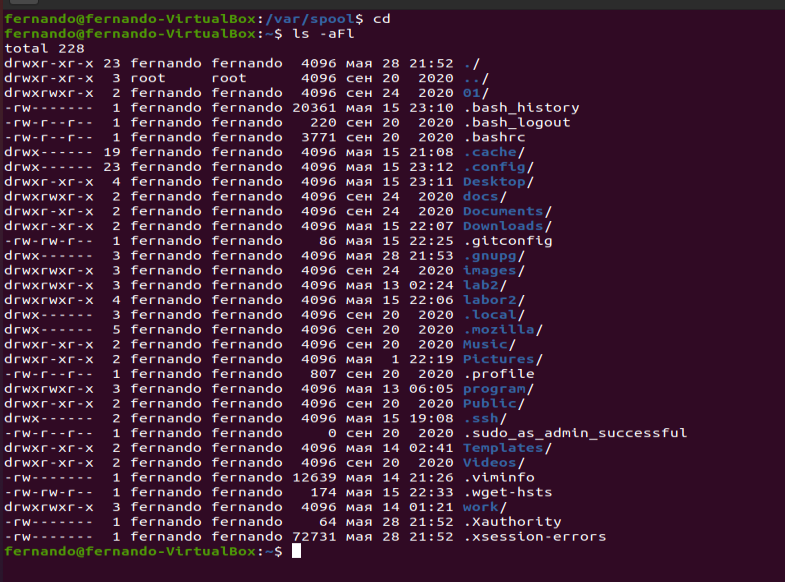 fernando@fernando-VirtualBox:/var/spool$ cd
fernando@fernando-VirtualBox:~$ ls -aFl
total 228
drwxr-xr-x 23 fernando fernando  4096 мая 28 21:52 ./
drwxr-xr-x  3 root     root      4096 сен 20  2020 ../
drwxrwxr-x  2 fernando fernando  4096 сен 24  2020 01/
-rw-------  1 fernando fernando 20361 мая 15 23:10 .bash_history
-rw-r--r--  1 fernando fernando   220 сен 20  2020 .bash_logout
-rw-r--r--  1 fernando fernando  3771 сен 20  2020 .bashrc
drwx------ 19 fernando fernando  4096 мая 15 21:08 .cache/
drwx------ 23 fernando fernando  4096 мая 15 23:12 .config/
drwxr-xr-x  4 fernando fernando  4096 мая 15 23:11 Desktop/
drwxrwxr-x  2 fernando fernando  4096 сен 24  2020 docs/
drwxr-xr-x  2 fernando fernando  4096 сен 24  2020 Documents/
drwxr-xr-x  2 fernando fernando  4096 мая 15 22:07 Downloads/
-rw-rw-r--  1 fernando fernando    86 мая 15 22:25 .gitconfig
drwx------  3 fernando fernando  4096 мая 28 21:53 .gnupg/
drwxrwxr-x  3 fernando fernando  4096 сен 24  2020 images/
drwxrwxr-x  3 fernando fernando  4096 мая 13 02:24 lab2/
drwxrwxr-x  4 fernando fernando  4096 мая 15 22:06 labor2/
drwx------  3 fernando fernando  4096 сен 20  2020 .local/
drwx------  5 fernando fernando  4096 сен 20  2020 .mozilla/
drwxr-xr-x  2 fernando fernando  4096 сен 20  2020 Music/
drwxr-xr-x  2 fernando fernando  4096 мая  1 22:19 Pictures/
-rw-r--r--  1 fernando fernando   807 сен 20  2020 .profile
drwxrwxr-x  3 fernando fernando  4096 мая 13 06:05 program/
drwxr-xr-x  2 fernando fernando  4096 сен 20  2020 Public/
drwx------  2 fernando fernando  4096 мая 15 19:08 .ssh/
-rw-r--r--  1 fernando fernando     0 сен 20  2020 .sudo_as_admin_successful
drwxr-xr-x  2 fernando fernando  4096 мая 14 02:41 Templates/
drwxr-xr-x  2 fernando fernando  4096 сен 20  2020 Videos/
-rw-------  1 fernando fernando 12639 мая 14 21:26 .viminfo
-rw-rw-r--  1 fernando fernando   174 мая 15 22:33 .wget-hsts
drwxrwxr-x  3 fernando fernando  4096 мая 14 01:21 work/
-rw-------  1 fernando fernando    64 мая 28 21:52 .Xauthority
-rw-------  1 fernando fernando 72731 мая 28 21:52 .xsession-errors
fernando@fernando-VirtualBox:~$